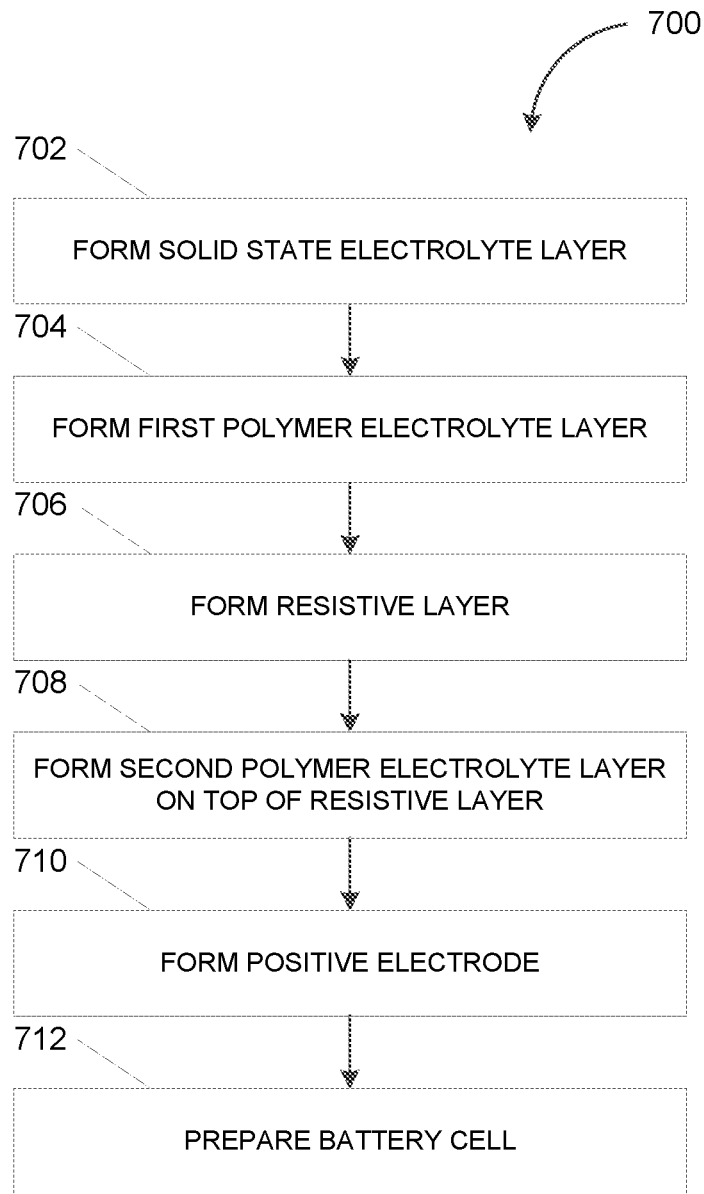 700
702
FORM SOLID STATE ELECTROLYTE LAYER
704
FORM FIRST POLYMER ELECTROLYTE LAYER
706
FORM RESISTIVE LAYER
708
FORM SECOND POLYMER ELECTROLYTE LAYER
ON TOP OF RESISTIVE LAYER
710
FORM POSITIVE ELECTRODE
712
PREPARE BATTERY CELL